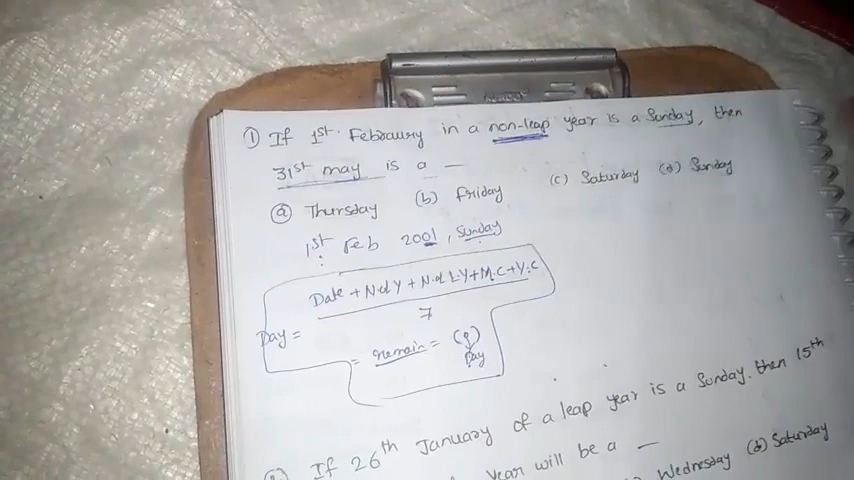 ① If 1st. Febraury in a non-leap year is a Sunday, then
31st may is a —
ⓐ Thursday (b) Friday (c) Saturday (d) Sunday
1st Feb 2001, Sunday
Date + N.d Y + N.d L.Y + M.C + Y.C
Day =
7
= remain = (?)
Day
If 26th January of a leap year is a Sunday. then 15th
year will be a —
Wednesday (d) Saturday